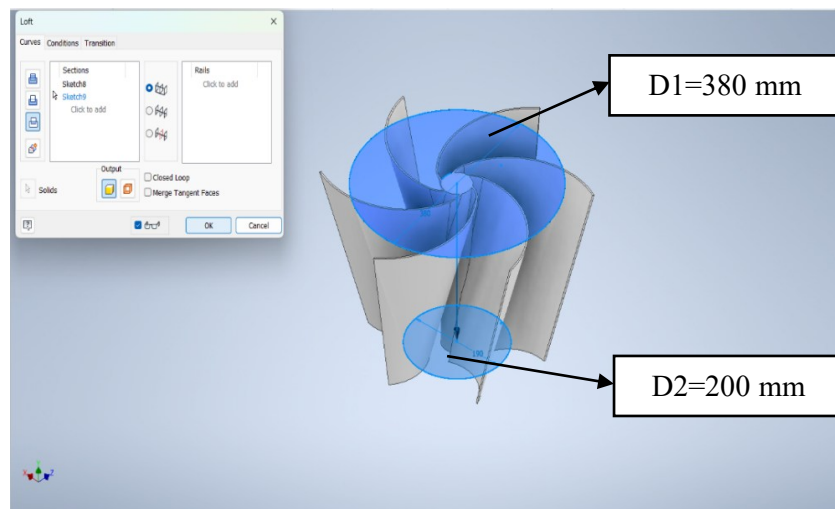 Loft
Curves Conditions Transition
Sections
Sketch8
Sketch9
Click to add
Rails
Click to add
Solids
Output
Closed Loop
Merge Tangent Faces
OK
Cancel
D1=380 mm
190
D2=200 mm